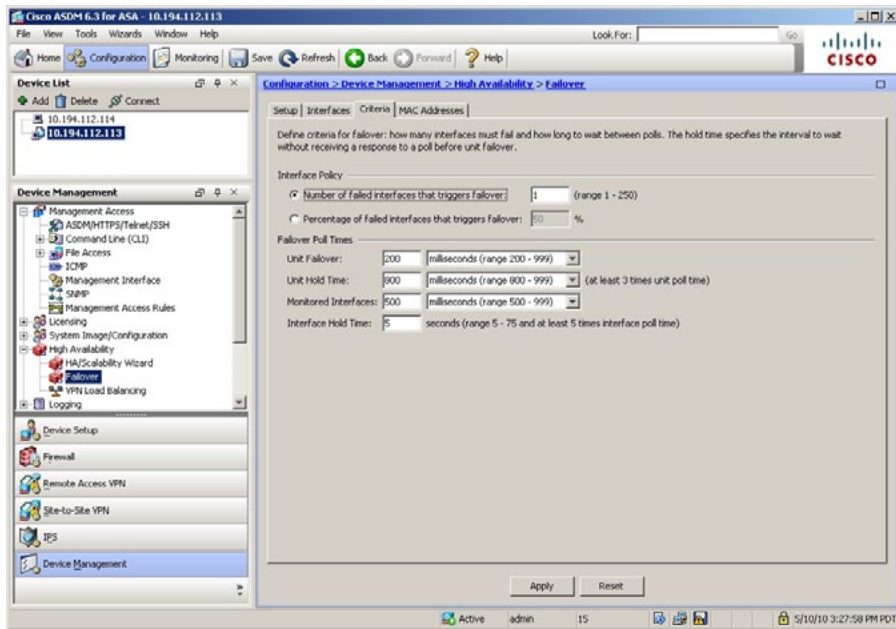 Cisco ASDM 6.3 for ASA - 10.194.112.113
File View Tools Wizards Window Help Look For: Go
Home Configuration Monitoring Save Refresh Back Forward Help
CISCO
Device List
Add Delete Connect
10.194.112.114
10.194.112.113
Device Management
Management Access
ASDM/HTTPS/Telnet/SSH
Command Line (CLI)
File Access
ICMP
Management Interface
SNMP
Management Access Rules
Licensing
System Image/Configuration
High Availability
HA/Scalability Wizard
Failover
VPN Load Balancing
Logging
Device Setup
Firewall
Remote Access VPN
Site-to-Site VPN
IPS
Device Management
Configuration > Device Management > High Availability > Failover
Setup Interfaces Criteria MAC Addresses
Define criteria for failover: how many interfaces must fail and how long to wait between polls. The hold time specifies the interval to wait
without receiving a response to a poll before unit failover.
Interface Policy
Number of failed interfaces that triggers failover: 1 (range 1 - 250)
Percentage of failed interfaces that triggers failover: 50 %
Failover Poll Times
Unit Failover: 200 milliseconds (range 200 - 999)
Unit Hold Time: 800 milliseconds (range 800 - 999) (at least 3 times unit poll time)
Monitored Interfaces: 500 milliseconds (range 500 - 999)
Interface Hold Time: 5 seconds (range 5 - 75 and at least 5 times interface poll time)
Apply Reset
Active admin 15 5/10/10 3:27:58 PM PDT